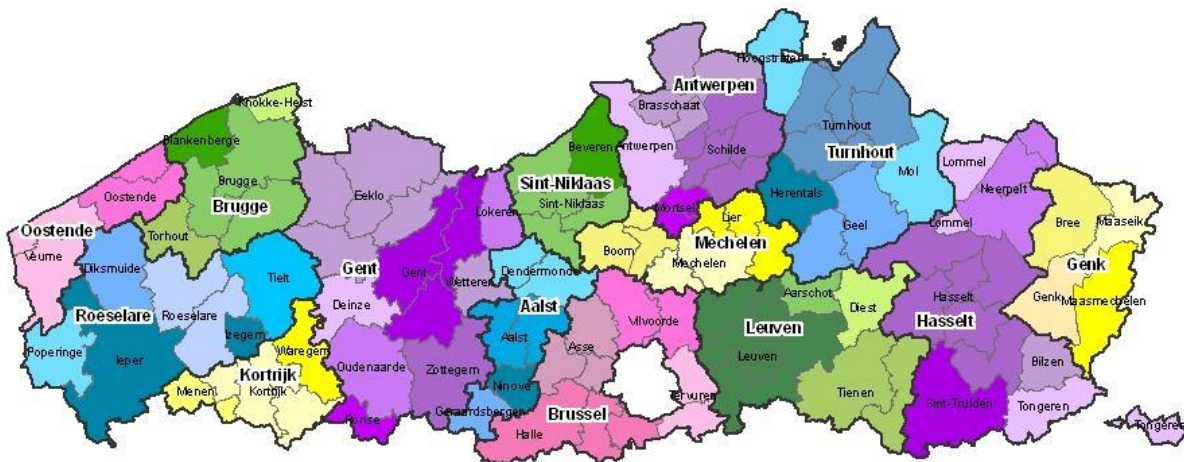 Hoogstraten
Antwerpen
Knokke-Heist
Brasschaat
Blankenberge
Turnhout
Beveren
Antwerpen
Schilde
Turnhout
Lommel
Mol
Brugge
Sint-Niklaas
Neerpelt
Oostende
Eeklo
Herentals
Brugge
Sint-Niklaas
Mortsel
Lier
Lokeren
Bree
Maaseik
Oostende
Torhout
Geel
Lommel
Veurne
Boom
Mechelen
Mechelen
Diksmuide
Tielt
Gent
Gent
Dendermonde
Genk
Wetteren
Aarschot
Hasselt
Genk
Maasmechelen
Deinze
Aalst
Diest
Roeselare
Roeselare
Vilvoorde
Leuven
Hasselt
Izegem
Aalst
Asse
Poperinge
Ieper
Waregem
Oudenaarde
Zottegem
Leuven
Bilzen
Kortrijk
Menen
Kortrijk
Ninove
Tienen
Sint-Truiden
Ronse
Geraardsbergen
Brussel
Tervuren
Tongeren
Halle
Tongeren